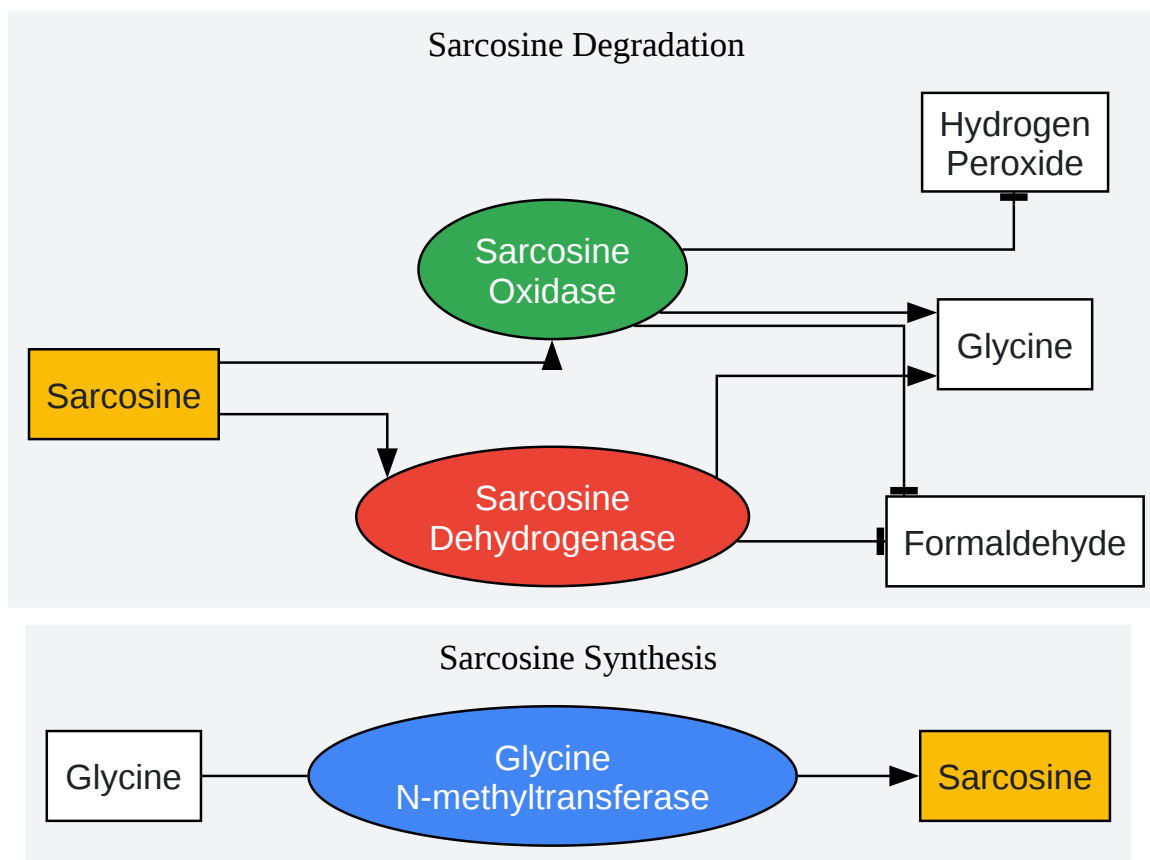 Sarcosine Degradation
Hydrogen
Peroxide
Sarcosine
Oxidase
Glycine
Sarcosine
Sarcosine
Dehydrogenase
Formaldehyde
Sarcosine Synthesis
Glycine
Glycine
N-methyltransferase
Sarcosine